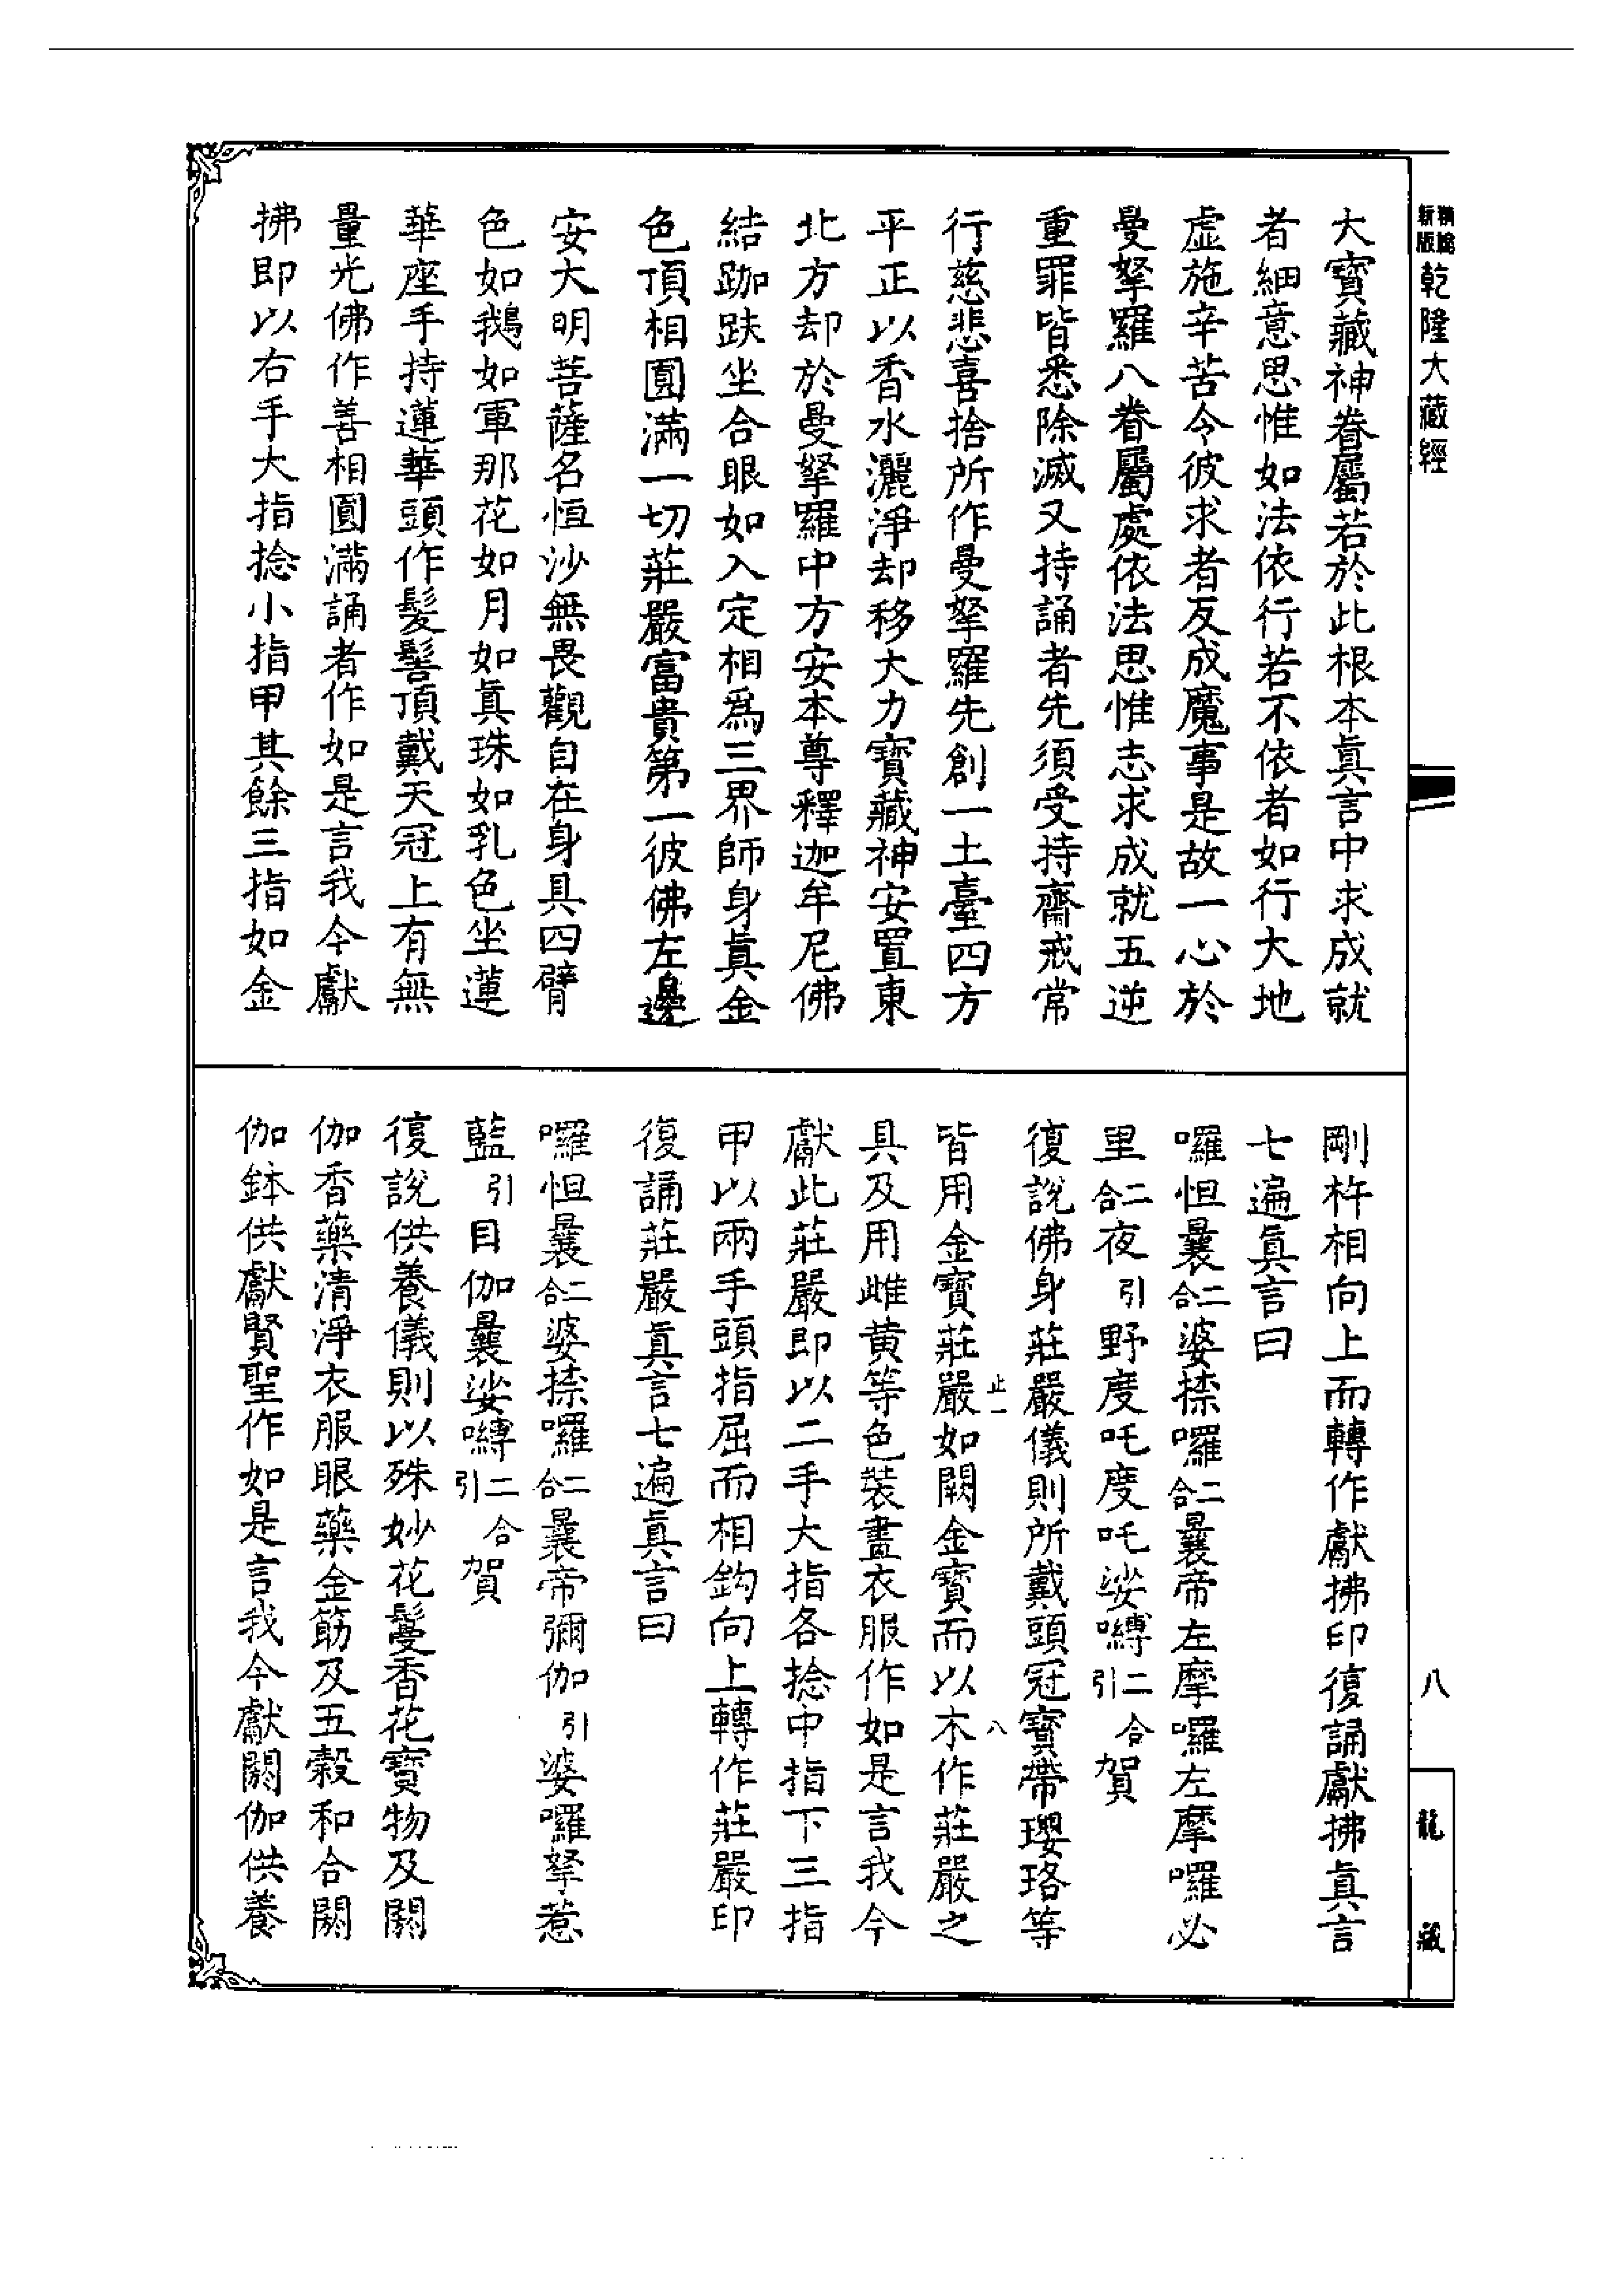 新版 乾隆大藏經
大寶藏神眷屬若於此根本眞言中求成就
者細意思惟如法依行若不依者如行大地
虛施辛苦令彼求者反成魔事是故一心於
曼拏羅八眷屬處依法思惟志求成就五逆
重罪皆悉除滅又持誦者先須受持齋戒常
行慈悲喜捨所作曼拏羅先創一土臺四方
平正以香水灑淨却移大力寶藏神安置東
北方却於曼拏羅中方安本尊釋迦牟尼佛
結跏趺坐合眼如入定相爲三界師身眞金
色頂相圓滿一切莊嚴富貴第一彼佛左邊
安大明菩薩名恒沙無畏觀自在身具四臂
色如鵝如軍那花如月如眞珠如乳色坐蓮
華座手持蓮華頭作髮髻頂戴天冠上有無
量光佛作善相圓滿誦者作如是言我今獻
拂即以右手大指捻小指甲其餘三指如金
剛杵相向上而轉作獻拂印復誦獻拂眞言
七遍眞言曰
囉怛曩二合婆捺囉二合曩帝左摩囉左摩囉必
里二合夜引野度吒度吒娑嚩二合引賀
復說佛身莊嚴儀則所戴頭冠寶帶瓔珞等
皆用金寶莊嚴如闕金寶而以木作莊嚴之
止一 八
具及用雌黃等色裝畫衣服作如是言我今
獻此莊嚴即以二手大指各捻中指下三指
甲以兩手頭指屈而相鈎向上轉作莊嚴印
復誦莊嚴眞言七遍眞言曰
囉怛曩二合婆捺囉二合曩帝彌伽引婆囉拏惹
藍引目伽曩娑嚩二合引賀
復說供養儀則以殊妙花鬘香花寶物及閼
伽香藥清淨衣服眼藥金筯及五穀和合閼
伽鉢供獻賢聖作如是言我今獻閼伽供養
八
龍藏